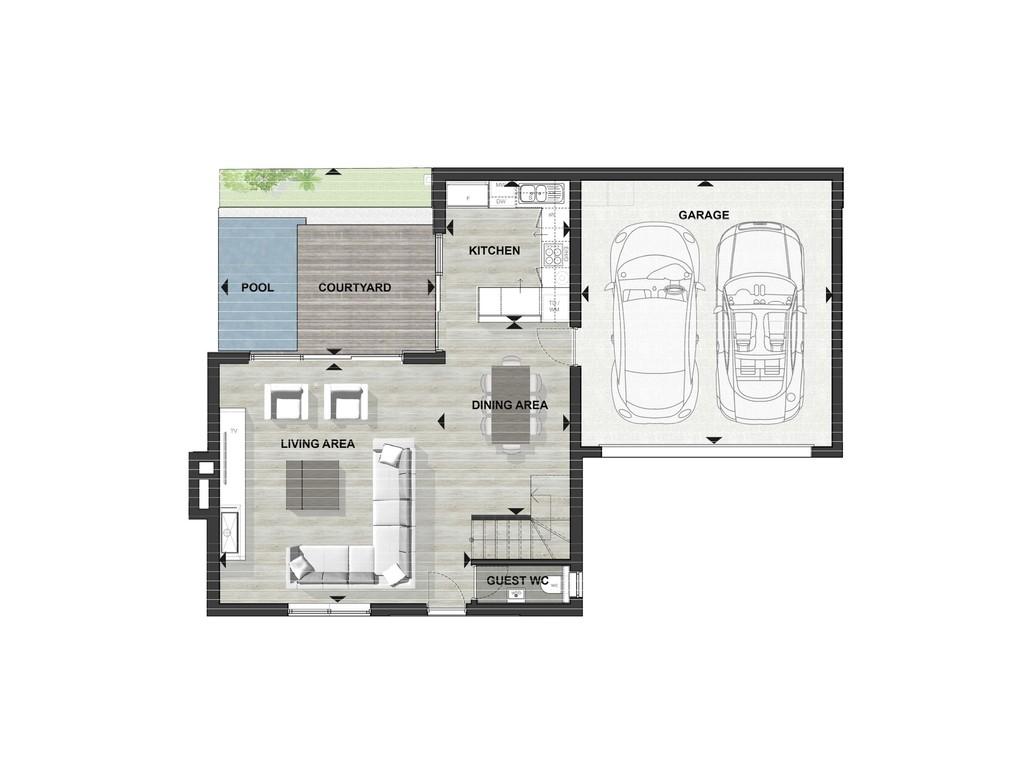 MW
F
DW
GARAGE
KITCHEN
POOL
COURTYARD
TD /
WM
DINING AREA
TV
LIVING AREA
GUEST WC